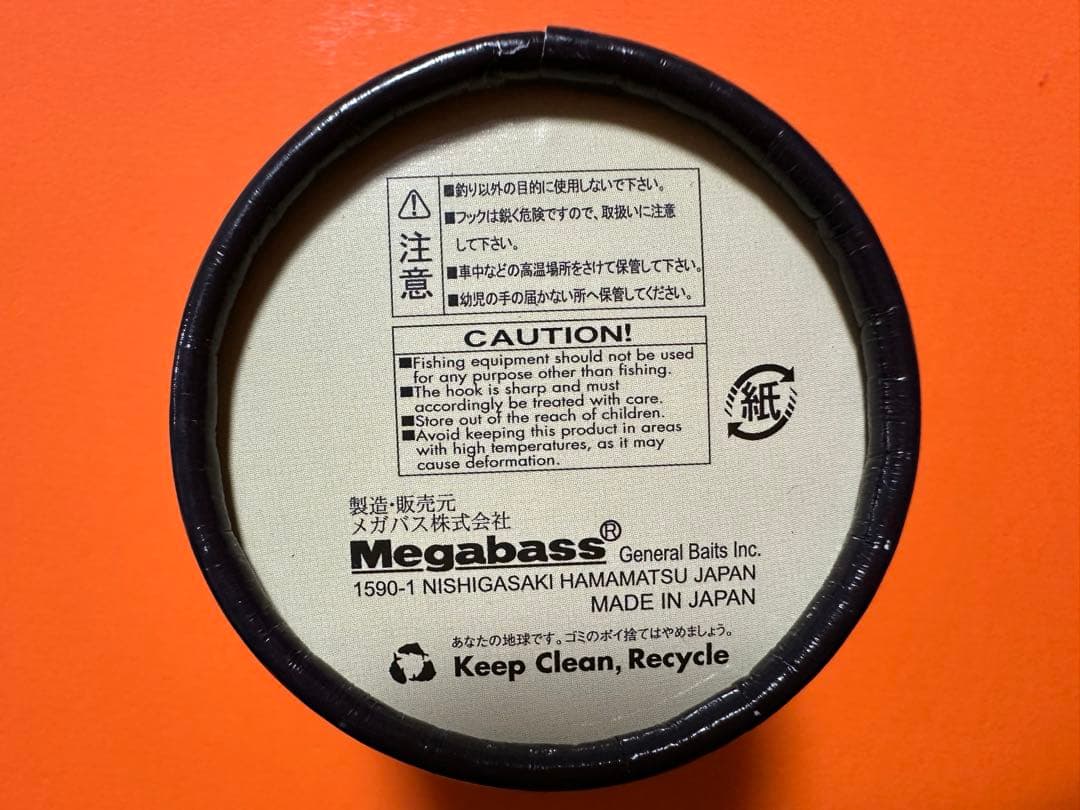 注意
■釣り以外の目的に使用しないで下さい。
■フックは鋭く危険ですので、取扱いに注意
して下さい。
■車中などの高温場所をさけて保管して下さい。
■幼児の手の届かない所へ保管してください。
CAUTION!
■Fishing equipment should not be used
for any purpose other than fishing.
■The hook is sharp and must
accordingly be treated with care.
■Store out of the reach of children.
■Avoid keeping this product in areas
with high temperatures, as it may
cause deformation.
紙
製造・販売元
メガバス株式会社
Megabass® General Baits Inc.
1590-1 NISHIGASAKI HAMAMATSU JAPAN
MADE IN JAPAN
あなたの地球です。ゴミのポイ捨てはやめましょう。
Keep Clean, Recycle